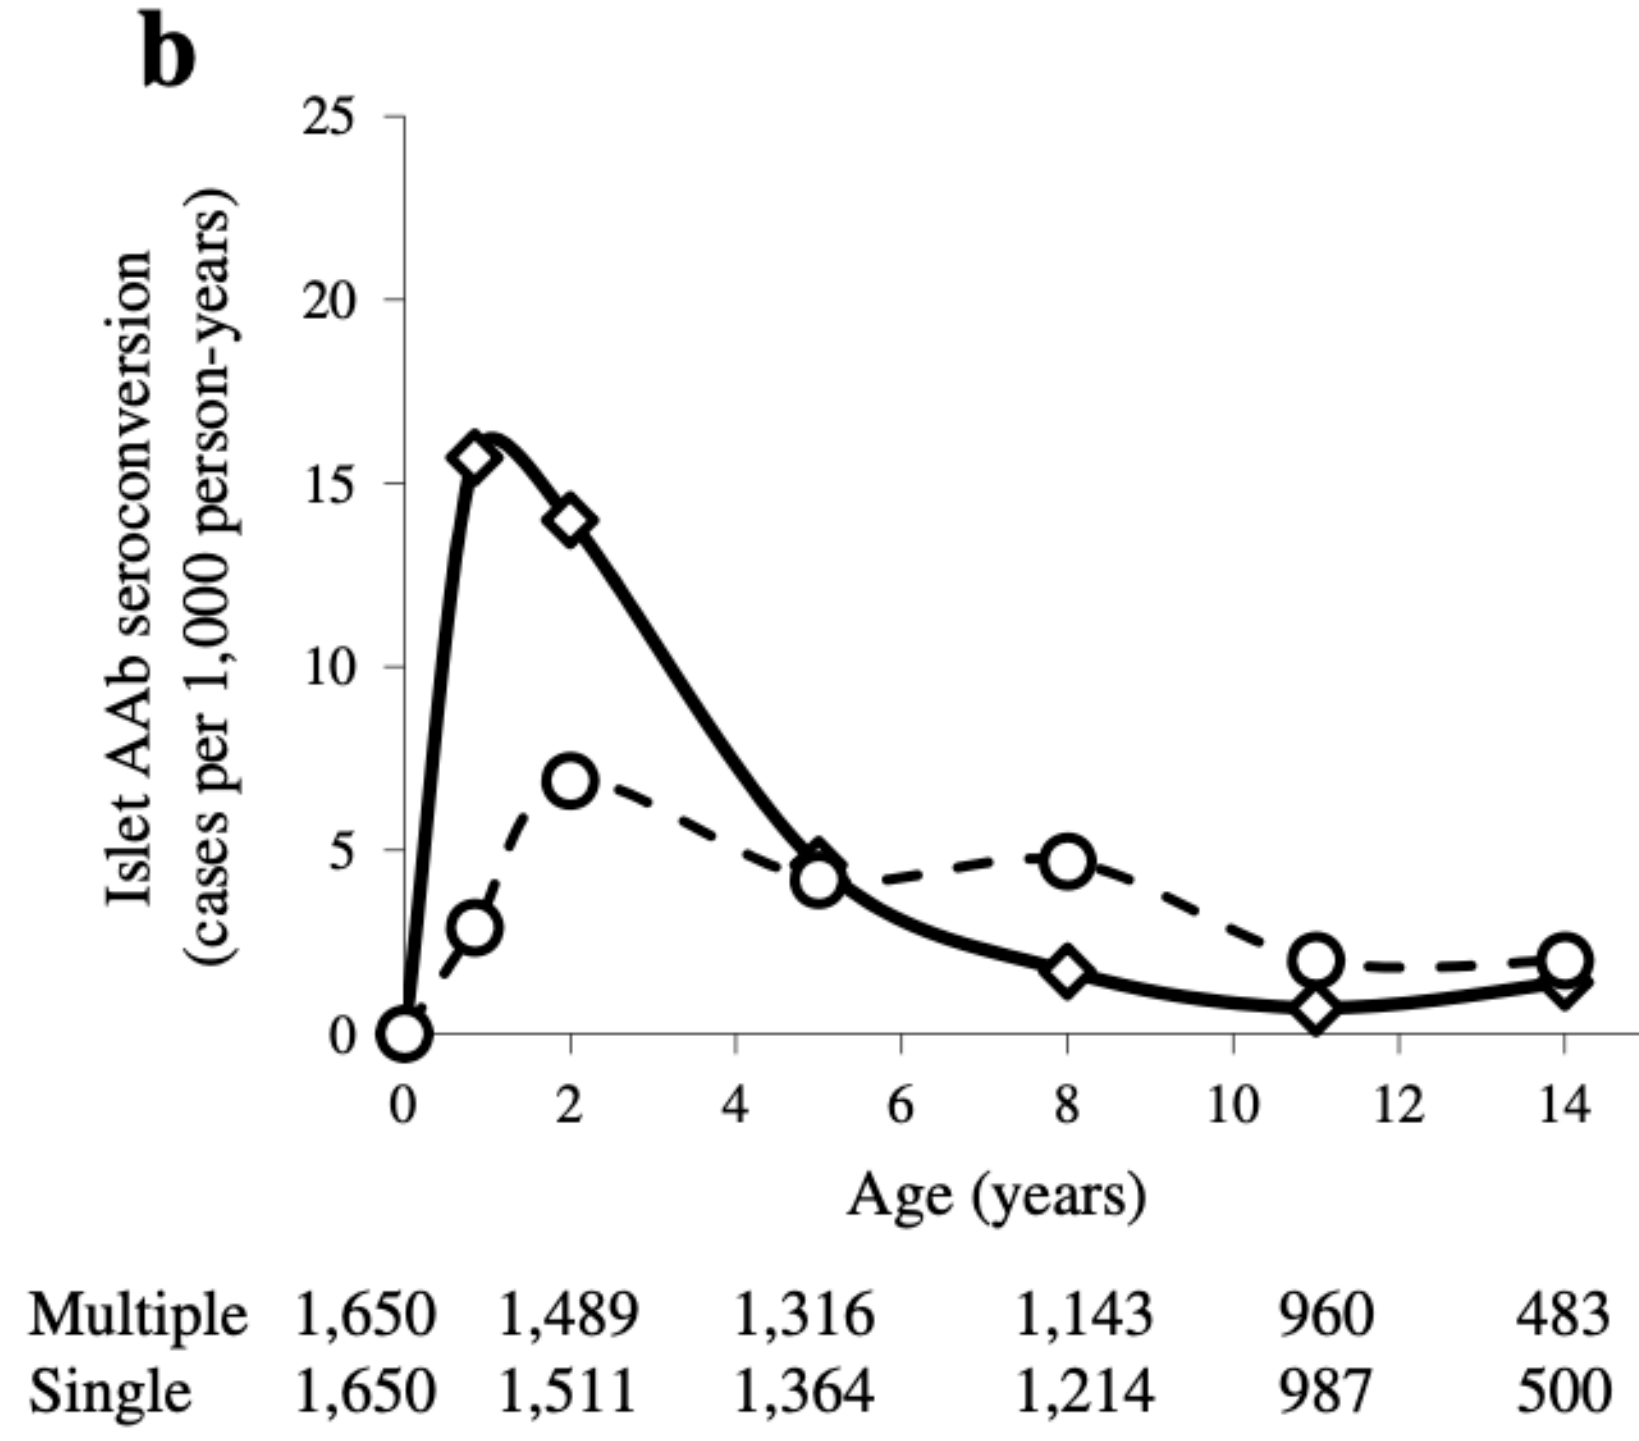 b
Islet AAb seroconversion
(cases per 1,000 person-years)
25
20
15
10
5
0
0 2 4 6 8 10 12 14
Age (years)
Multiple 1,650 1,489 1,316 1,143 960 483
Single 1,650 1,511 1,364 1,214 987 500